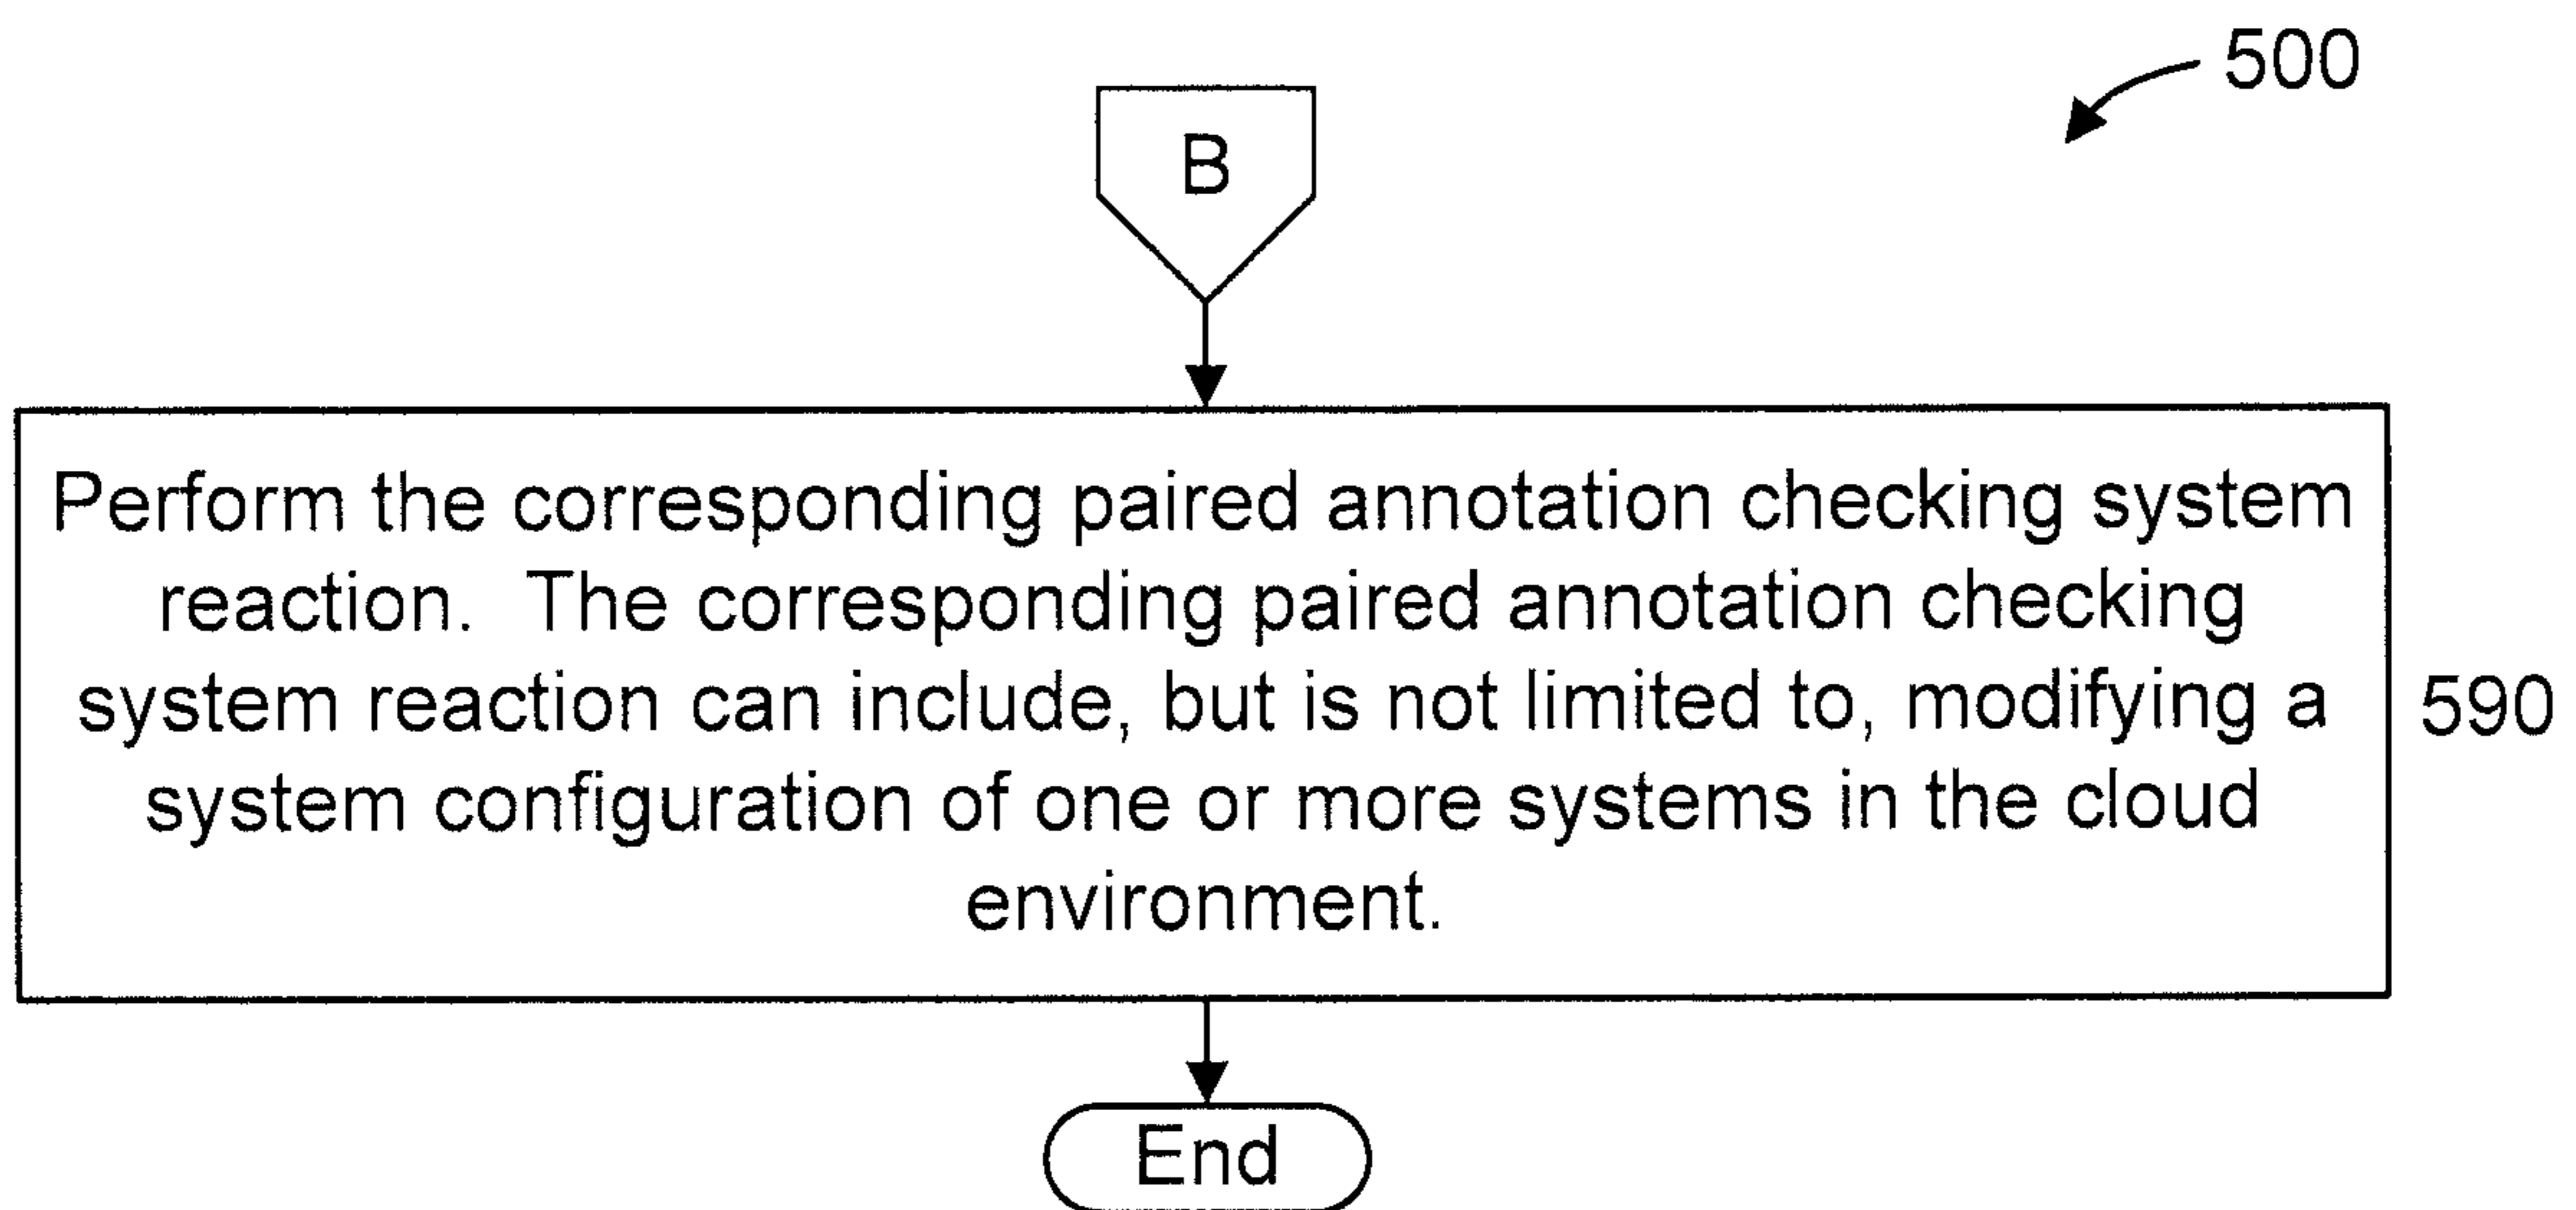 500
B
Perform the corresponding paired annotation checking system
reaction.  The corresponding paired annotation checking
system reaction can include, but is not limited to, modifying a
system configuration of one or more systems in the cloud
environment.
590
End